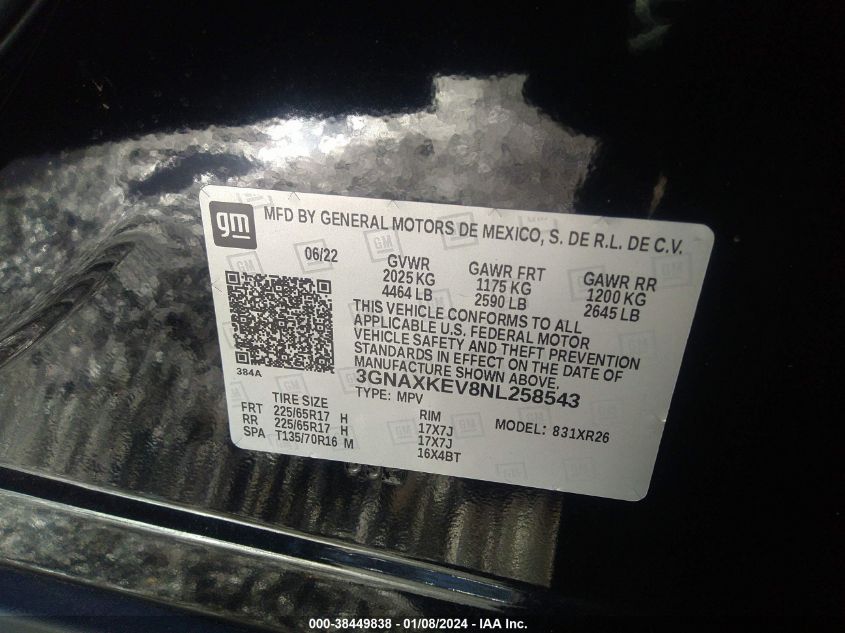 gm MFD BY GENERAL MOTORS DE MEXICO, S. DE R.L. DE C.V.
06/22 GVWR GAWR FRT GAWR RR
2025 KG 1175 KG 1200 KG
4464 LB 2590 LB 2645 LB
THIS VEHICLE CONFORMS TO ALL
APPLICABLE U.S. FEDERAL MOTOR
VEHICLE SAFETY AND THEFT PREVENTION
STANDARDS IN EFFECT ON THE DATE OF
MANUFACTURE SHOWN ABOVE.
384A
3GNAXKEV8NL258543
TYPE: MPV
TIRE SIZE RIM MODEL: 831XR26
FRT 225/65R17 H 17X7J
RR 225/65R17 H 17X7J
SPA T135/70R16 M 16X4BT
000-38449838 - 01/08/2024 - IAA Inc.